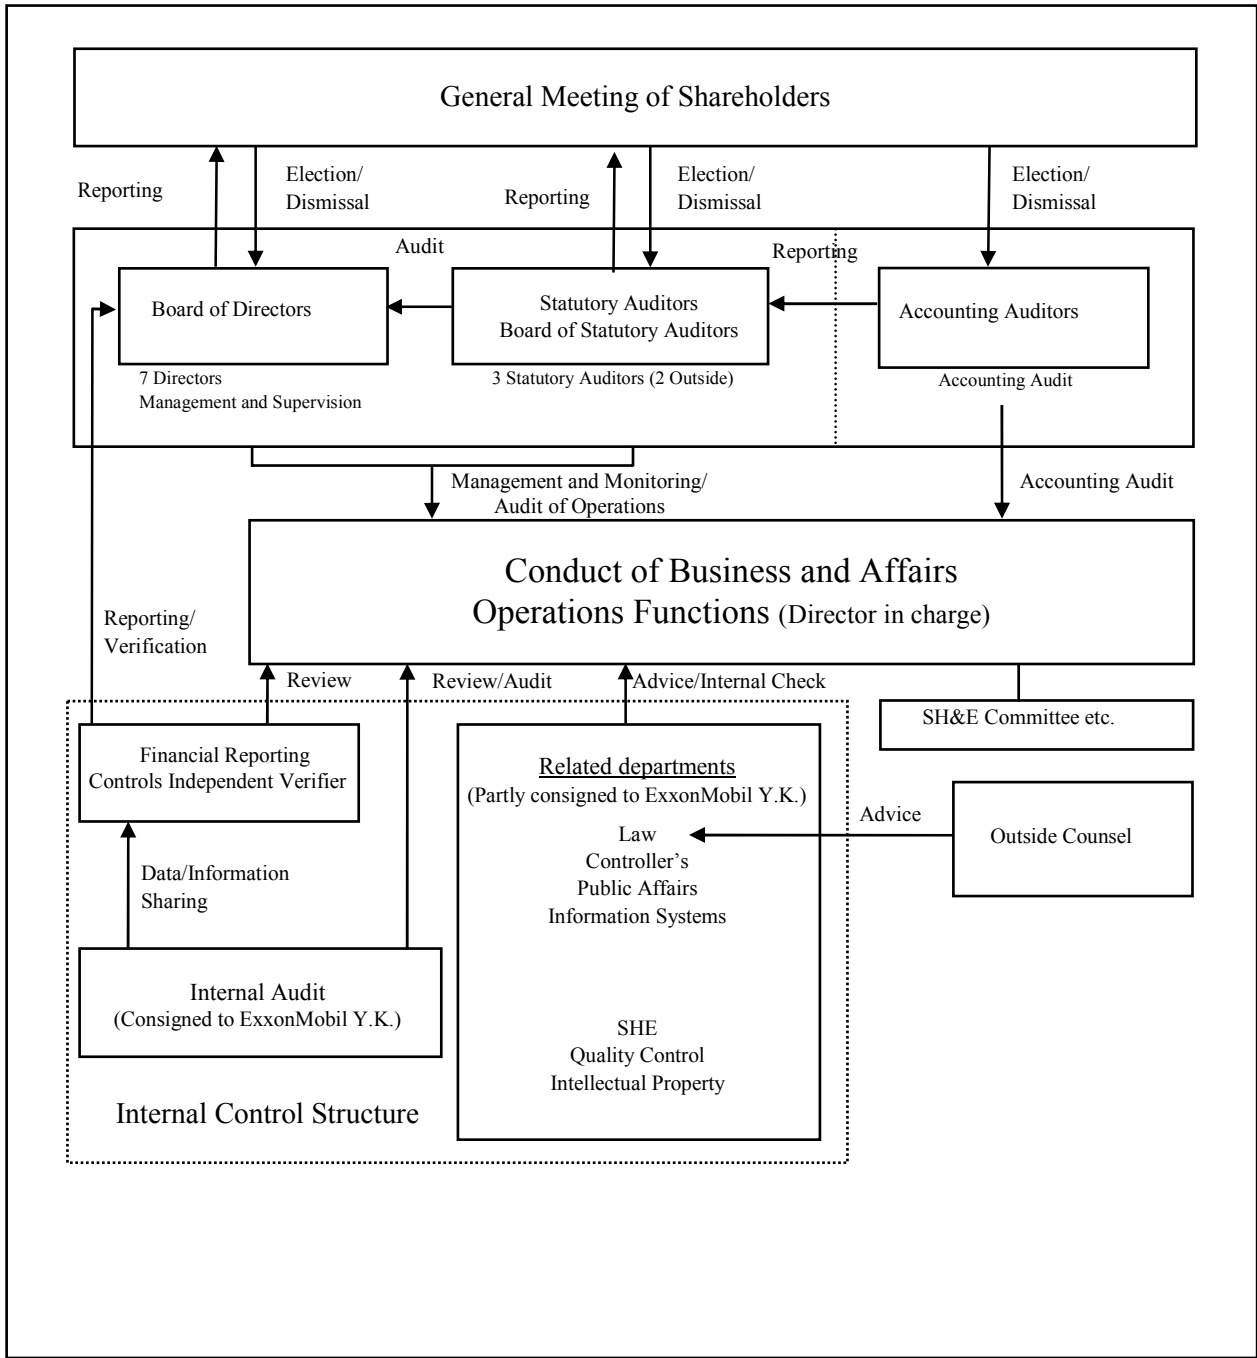 General Meeting of Shareholders
Reporting
Election/
Dismissal
Reporting
Election/
Dismissal
Election/
Dismissal
Audit
Reporting
Board of Directors
Statutory Auditors
Board of Statutory Auditors
Accounting Auditors
7 Directors
Management and Supervision
3 Statutory Auditors (2 Outside)
Accounting Audit
Management and Monitoring/
Audit of Operations
Accounting Audit
Conduct of Business and Affairs
Operations Functions (Director in charge)
Reporting/
Verification
Review
Review/Audit
Advice/Internal Check
SH&E Committee etc.
Financial Reporting
Controls Independent Verifier
Related departments
(Partly consigned to ExxonMobil Y.K.)
Law
Controller’s
Public Affairs
Information Systems
SHE
Quality Control
Intellectual Property
Advice
Outside Counsel
Data/Information
Sharing
Internal Audit
(Consigned to ExxonMobil Y.K.)
Internal Control Structure